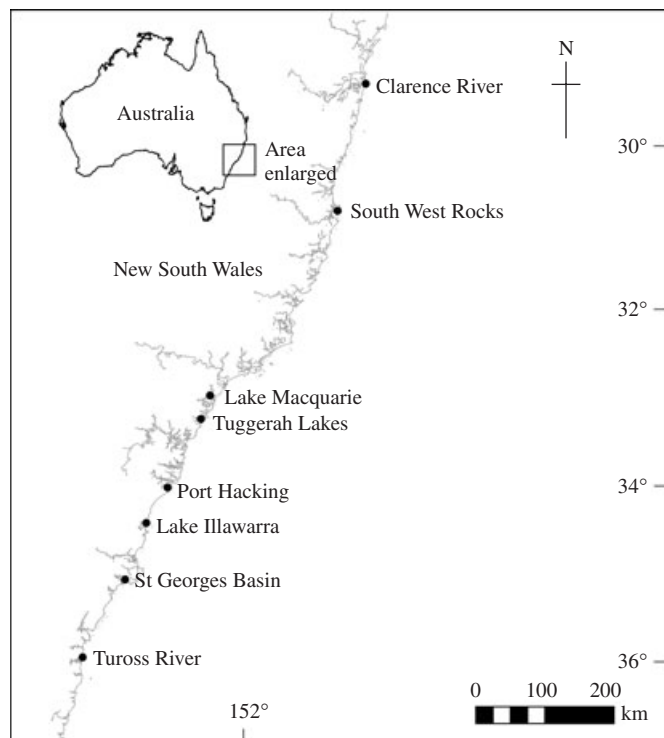 N
Clarence River
Australia
30°
Area
enlarged
South West Rocks
New South Wales
32°
Lake Macquarie
Tuggerah Lakes
34°
Port Hacking
Lake Illawarra
St Georges Basin
Tuross River
36°
0 100 200
km
152°